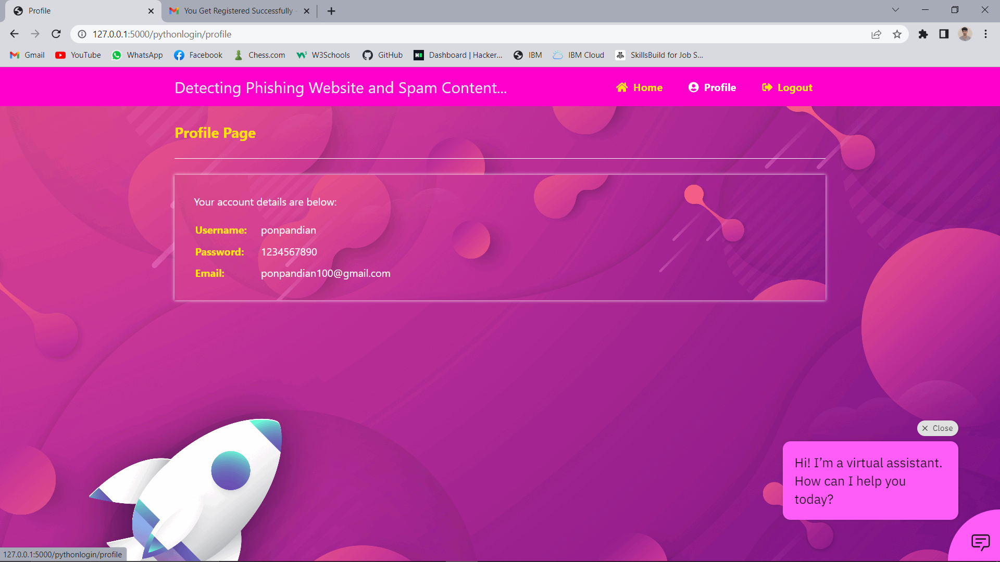 Profile
You Get Registered Successfully -
127.0.0.1:5000/pythonlogin/profile
Gmail YouTube WhatsApp Facebook Chess.com W3Schools GitHub Dashboard | Hacker... IBM IBM Cloud SkillsBuild for Job S...
Detecting Phishing Website and Spam Content...
Home Profile Logout
Profile Page
Your account details are below:
Username: ponpandian
Password: 1234567890
Email: ponpandian100@gmail.com
Close
Hi! I’m a virtual assistant.
How can I help you
today?
127.0.0.1:5000/pythonlogin/profile